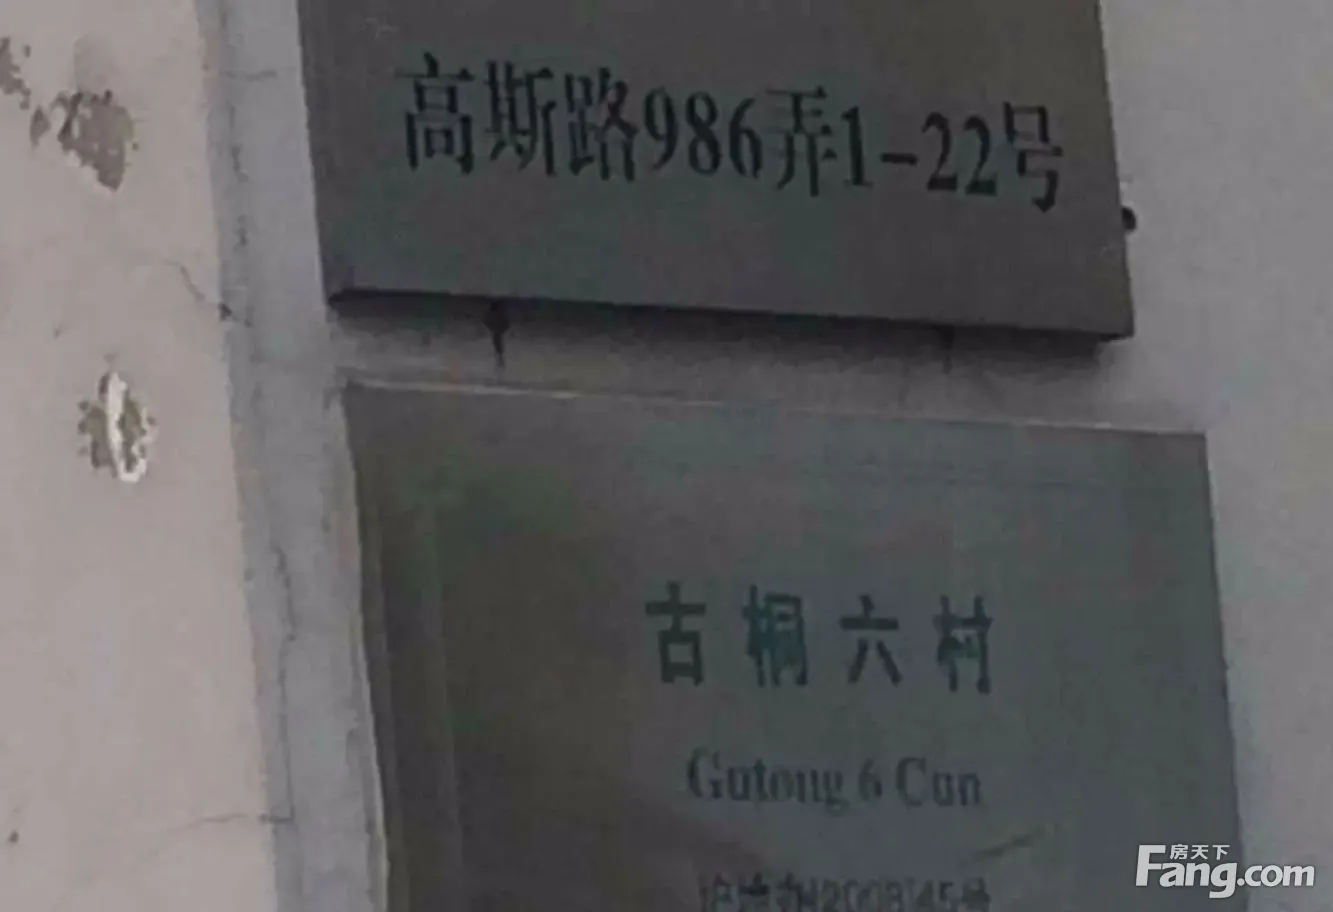 高斯路986弄1-22号
古桐六村
Gutong 6 Cun
房天下
Fang.com